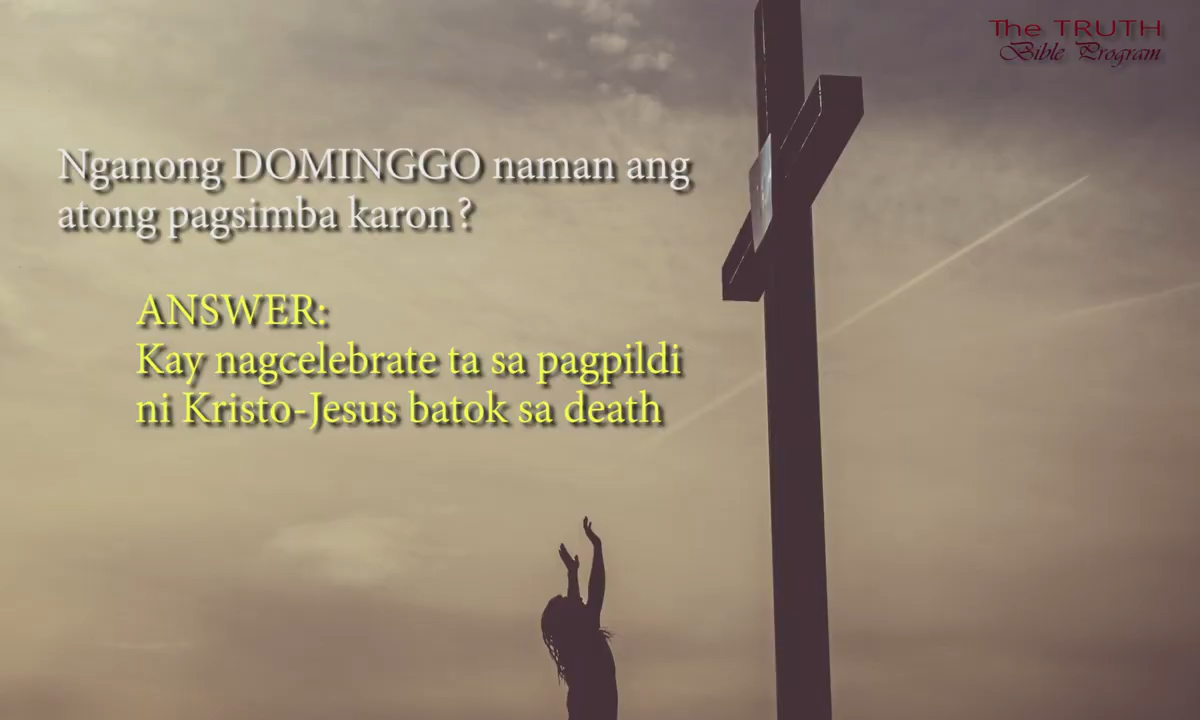 The TRUTH
Bible Program
Nganong DOMINGGO naman ang
atong pagsimba karon?
ANSWER:
Kay nagcelebrate ta sa pagpildi
ni Kristo-Jesus batok sa death